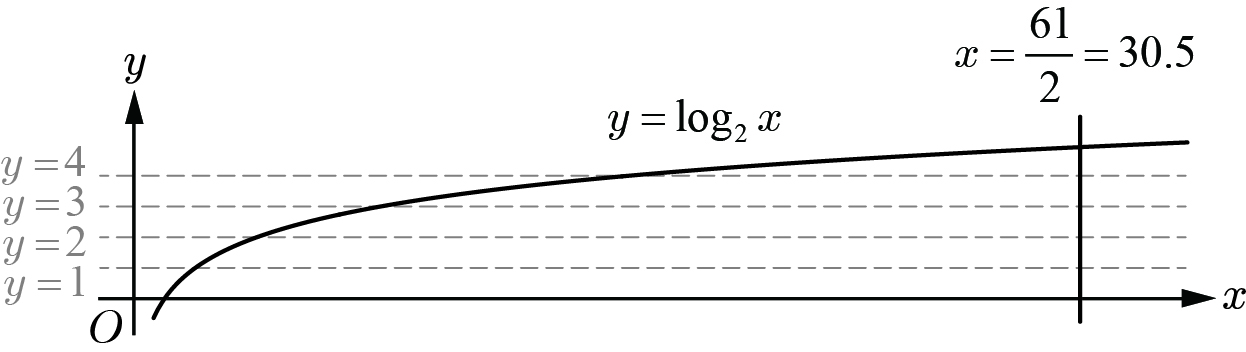 x = 61/2 = 30.5
y
y = log₂ x
y = 4
y = 3
y = 2
y = 1
O
x